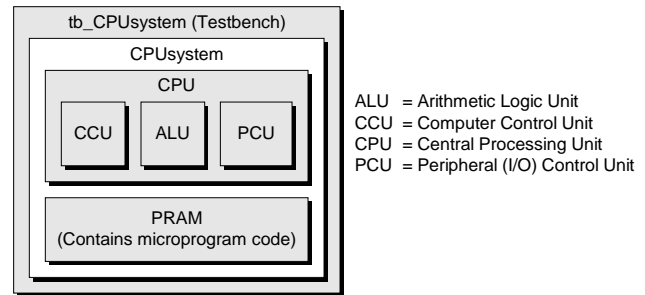 tb_CPUsystem (Testbench)
CPUsystem
CPU
CCU
ALU
PCU
PRAM
(Contains microprogram code)
ALU = Arithmetic Logic Unit
CCU = Computer Control Unit
CPU = Central Processing Unit
PCU = Peripheral (I/O) Control Unit